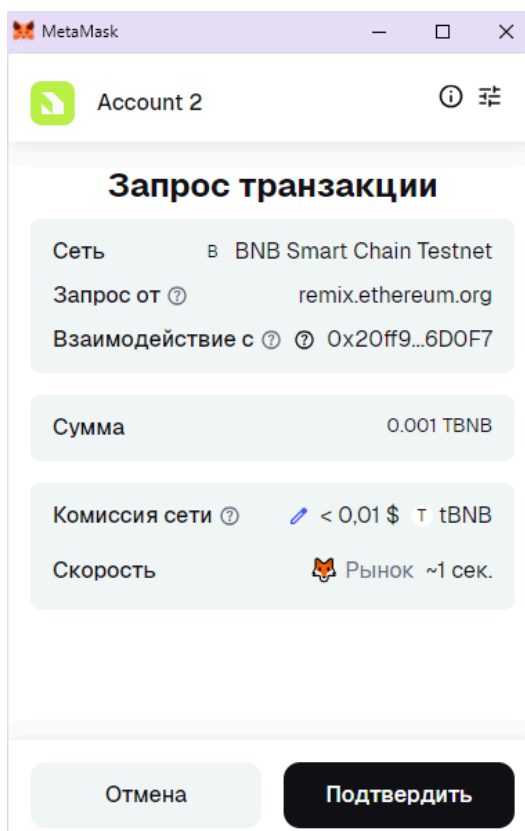 MetaMask
Account 2
Запрос транзакции
Сеть B BNB Smart Chain Testnet
Запрос от remix.ethereum.org
Взаимодействие с 0x20ff9...6D0F7
Сумма 0.001 TBNB
Комиссия сети < 0,01 $ T tBNB
Скорость Рынок ~1 сек.
Отмена Подтвердить